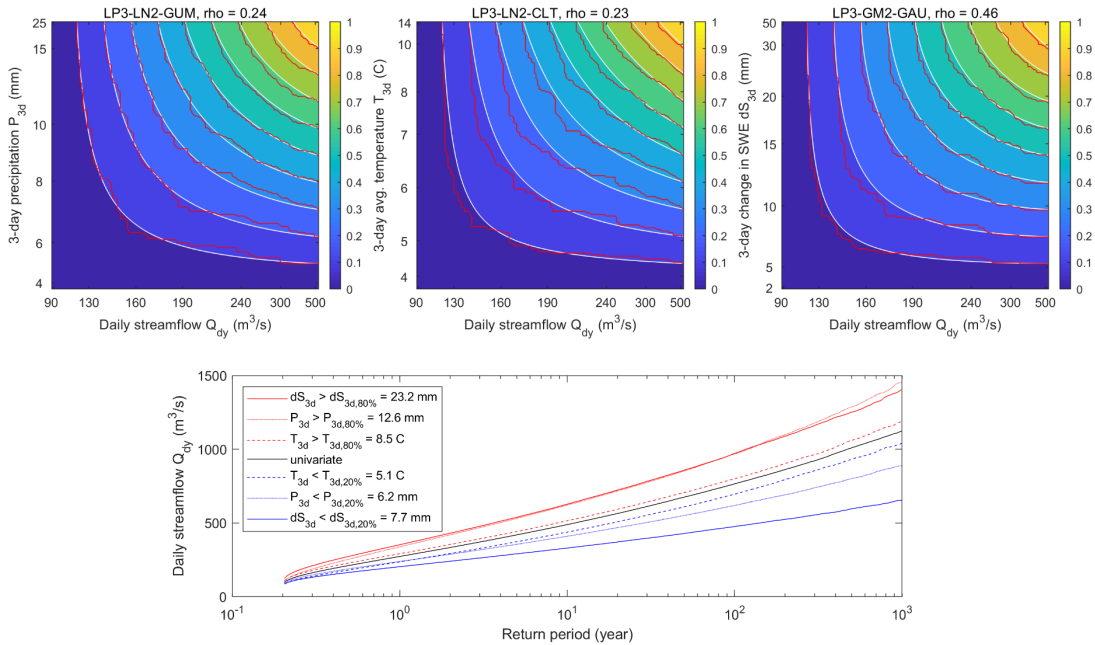 LP3-LN2-GUM, rho = 0.24
3-day precipitation P3d (mm)
25
15
10
8
6
4
90 130 160 190 240 300 500
Daily streamflow Qdy (m3/s)
1
0.9
0.8
0.7
0.6
0.5
0.4
0.3
0.2
0.1
0
LP3-LN2-CLT, rho = 0.23
3-day avg. temperature T3d (C)
14
10
8
7
6
5
4
90 130 160 190 240 300 500
Daily streamflow Qdy (m3/s)
1
0.9
0.8
0.7
0.6
0.5
0.4
0.3
0.2
0.1
0
LP3-GM2-GAU, rho = 0.46
3-day change in SWE dS3d (mm)
50
30
20
15
10
5
2
90 130 160 190 240 300 500
Daily streamflow Qdy (m3/s)
1
0.9
0.8
0.7
0.6
0.5
0.4
0.3
0.2
0.1
0
Daily streamflow Qdy (m3/s)
1500
1000
500
0
dS3d > dS3d,80% = 23.2 mm
P3d > P3d,80% = 12.6 mm
T3d > T3d,80% = 8.5 C
univariate
T3d < T3d,20% = 5.1 C
P3d < P3d,20% = 6.2 mm
dS3d < dS3d,20% = 7.7 mm
10-1 100 101 102 103
Return period (year)